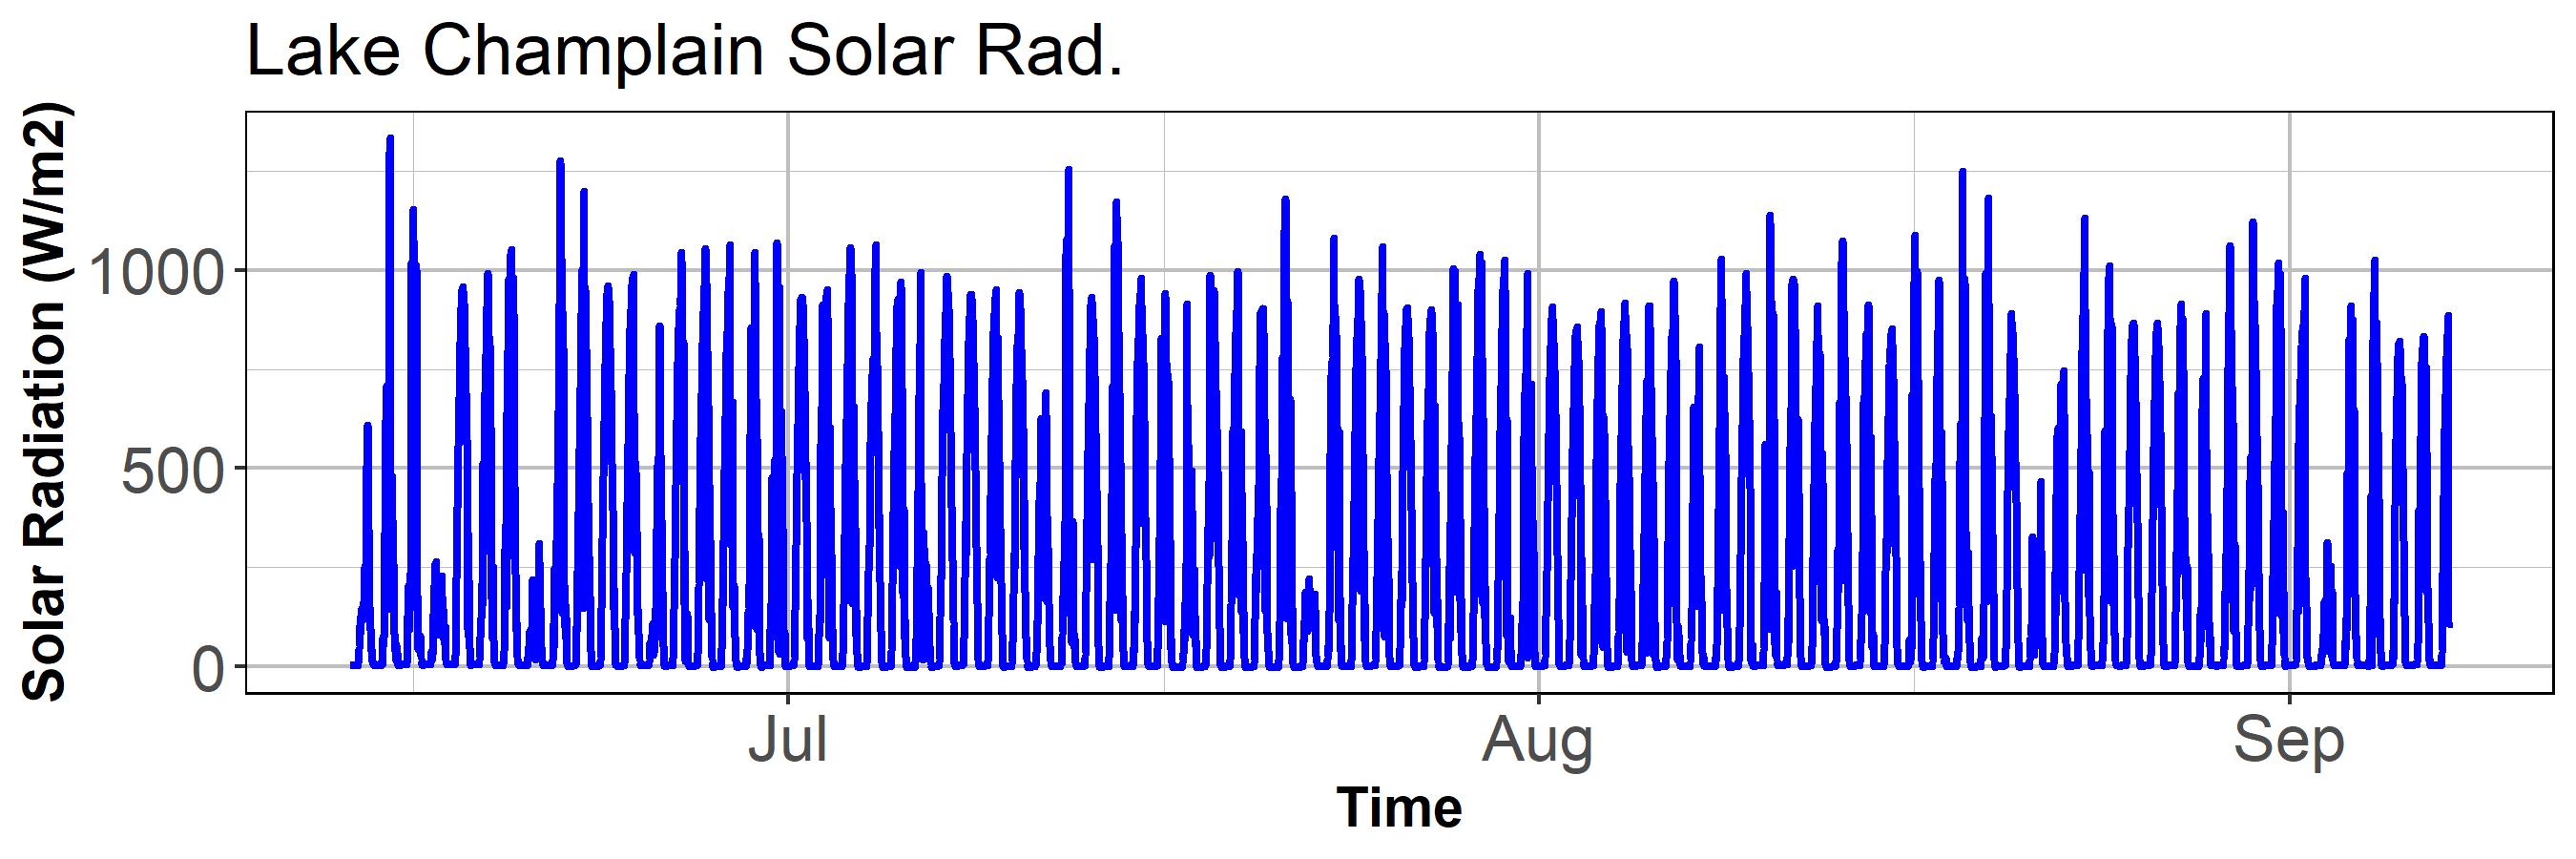 Lake Champlain Solar Rad.
Solar Radiation (W/m2)
1000
500
0
Jul Aug Sep
Time